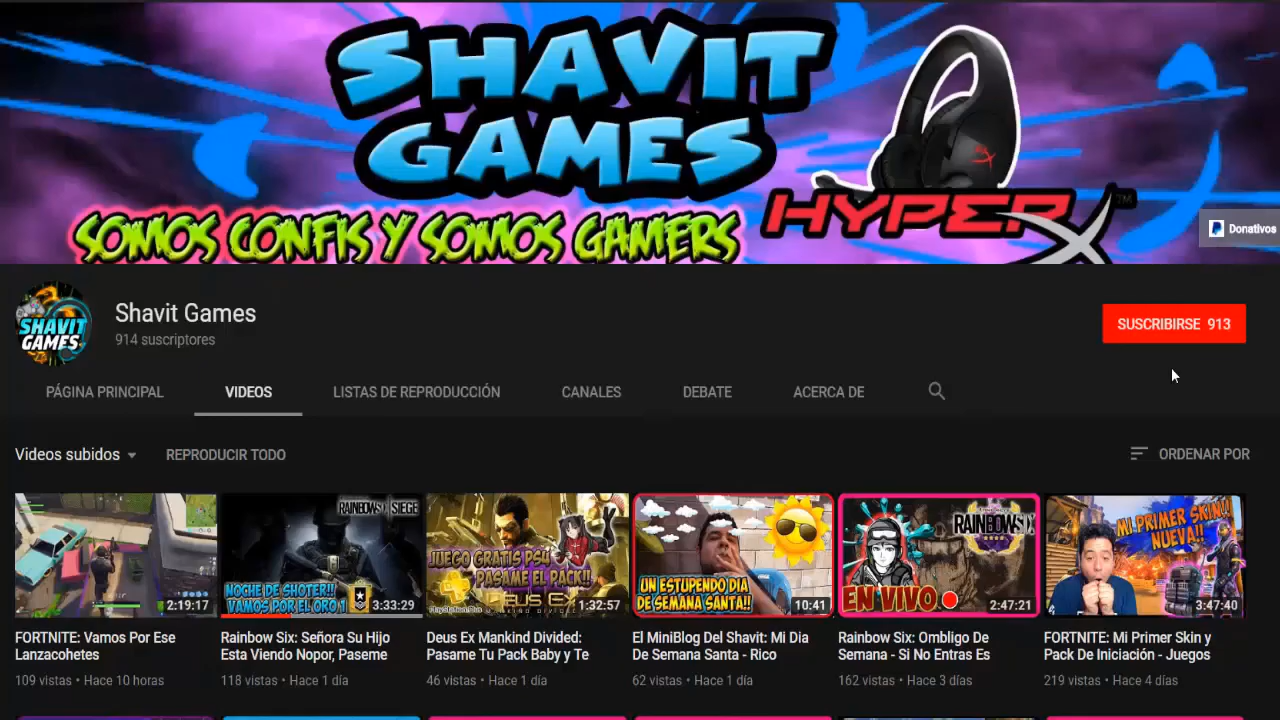 SHAVIT
GAMES
SOMOS CONFIS Y SOMOS GAMERS
HYPERX™
Donativos
SHAVIT
GAMES
Shavit Games
914 suscriptores
SUSCRIBIRSE 913
PÁGINA PRINCIPAL VIDEOS LISTAS DE REPRODUCCIÓN CANALES DEBATE ACERCA DE
Videos subidos REPRODUCIR TODO ORDENAR POR
2:19:17
FORTNITE: Vamos Por Ese
Lanzacohetes
109 vistas • Hace 10 horas
RAINBOW SIX SIEGE
NOCHE DE SHOTER!!
VAMOS POR EL ORO 1
3:33:29
Rainbow Six: Señora Su Hijo
Esta Viendo Nopor, Paseme
118 vistas • Hace 1 día
JUEGO GRATIS PS4
PASAME EL PACK!!
1:32:57
Deus Ex Mankind Divided:
Pasame Tu Pack Baby y Te
46 vistas • Hace 1 día
UN ESTUPENDO DIA
DE SEMANA SANTA!!
10:41
El MiniBlog Del Shavit: Mi Dia
De Semana Santa - Rico
62 vistas • Hace 1 día
EN VIVO
2:47:21
Rainbow Six: Ombligo De
Semana - Si No Entras Es
162 vistas • Hace 3 días
MI PRIMER SKIN!!
NUEVA!!
3:47:40
FORTNITE: Mi Primer Skin y
Pack De Iniciación - Juegos
219 vistas • Hace 4 días